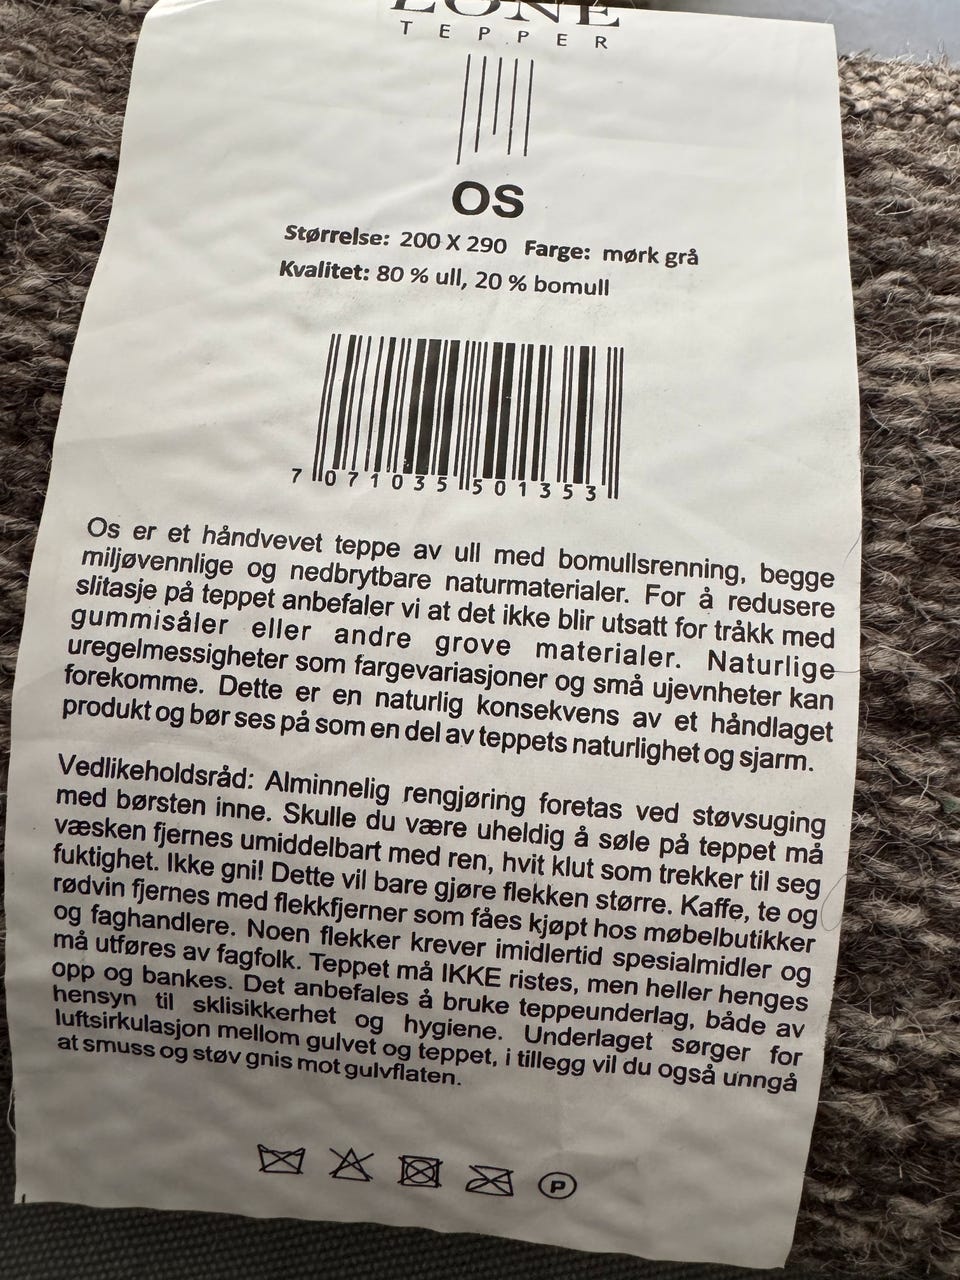 TEPPER
OS
Størrelse: 200 X 290 Farge: mørk grå
Kvalitet: 80 % ull, 20 % bomull
7 071035 501353
Os er et håndvevet teppe av ull med bomullsrenning, begge
miljøvennlige og nedbrytbare naturmaterialer. For å redusere
slitasje på teppet anbefaler vi at det ikke blir utsatt for tråkk med
gummisåler eller andre grove materialer. Naturlige
uregelmessigheter som fargevariasjoner og små ujevnheter kan
forekomme. Dette er en naturlig konsekvens av et håndlaget
produkt og bør ses på som en del av teppets naturlighet og sjarm.
Vedlikeholdsråd: Alminnelig rengjøring foretas ved støvsuging
med børsten inne. Skulle du være uheldig å søle på teppet må
væsken fjernes umiddelbart med ren, hvit klut som trekker til seg
fuktighet. Ikke gni! Dette vil bare gjøre flekken større. Kaffe, te og
rødvin fjernes med flekkfjerner som fåes kjøpt hos møbelbutikker
og faghandlere. Noen flekker krever imidlertid spesialmidler og
må utføres av fagfolk. Teppet må IKKE ristes, men heller henges
opp og bankes. Det anbefales å bruke teppeunderlag, både av
hensyn til sklisikkerhet og hygiene. Underlaget sørger for
luftsirkulasjon mellom gulvet og teppet, i tillegg vil du også unngå
at smuss og støv gnis mot gulvflaten.
P